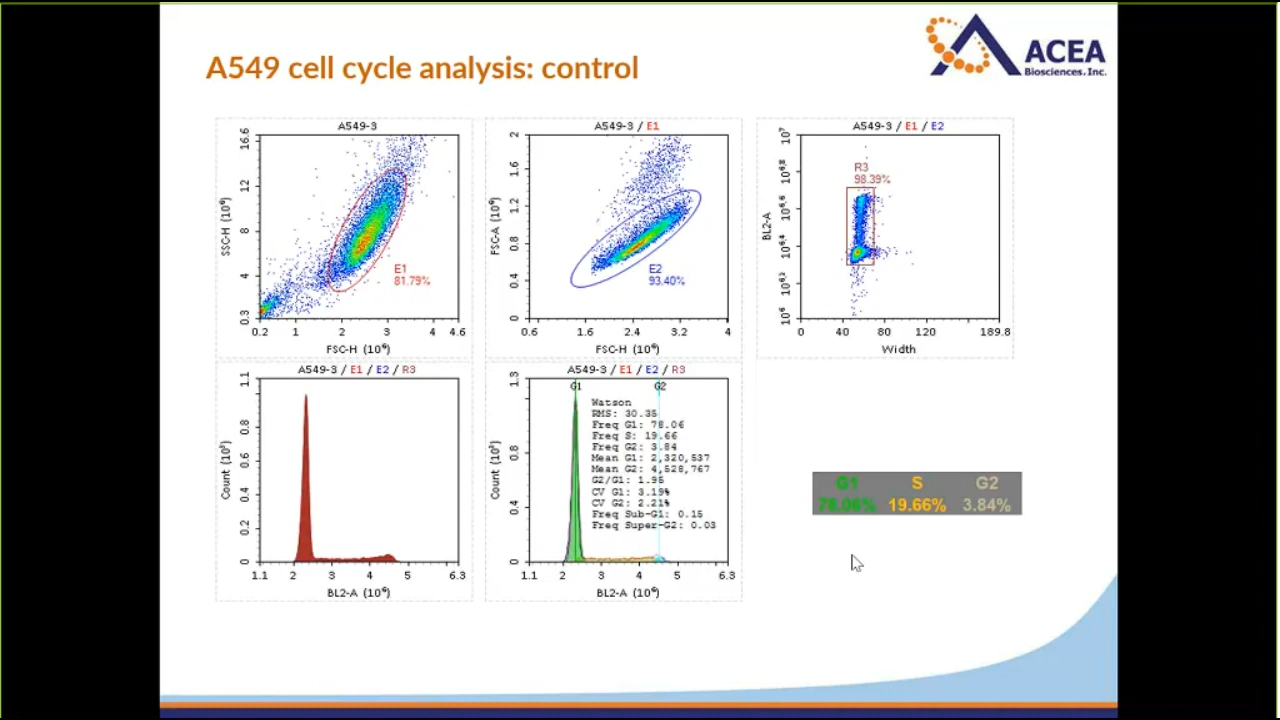 A549 cell cycle analysis: control
ACEA
Biosciences, Inc.
A549-3
16.6
12
8
4
0.3
SSC-H (10⁶)
E1
81.79%
0.2 1 2 3 4 4.6
FSC-H (10⁶)
A549-3 / E1
2
1.6
1.2
0.8
0.4
0
FSC-A (10⁶)
E2
93.40%
0.6 1.6 2.4 3.2 4
FSC-H (10⁶)
A549-3 / E1 / E2
10⁷
10⁶·⁸
10⁶·⁶
10⁶·⁴
10⁶·²
10⁶
BL2-A
R3
98.39%
0 40 80 120 189.8
Width
A549-3 / E1 / E2 / R3
1.1
0.8
0.6
0.4
0.2
0
Count (10³)
1.1 2 3 4 5 6.3
BL2-A (10⁶)
A549-3 / E1 / E2 / R3
1.3
0.8
0.4
0
Count (10³)
G1 G2
Watson
RMS: 30.35
Freq G1: 78.06
Freq S: 19.66
Freq G2: 3.84
Mean G1: 2,320,537
Mean G2: 4,528,767
G2/G1: 1.95
CV G1: 3.19%
CV G2: 2.21%
Freq Sub-G1: 0.15
Freq Super-G2: 0.03
1.1 2 3 4 5 6.3
BL2-A (10⁶)
G1 S G2
78.06% 19.66% 3.84%